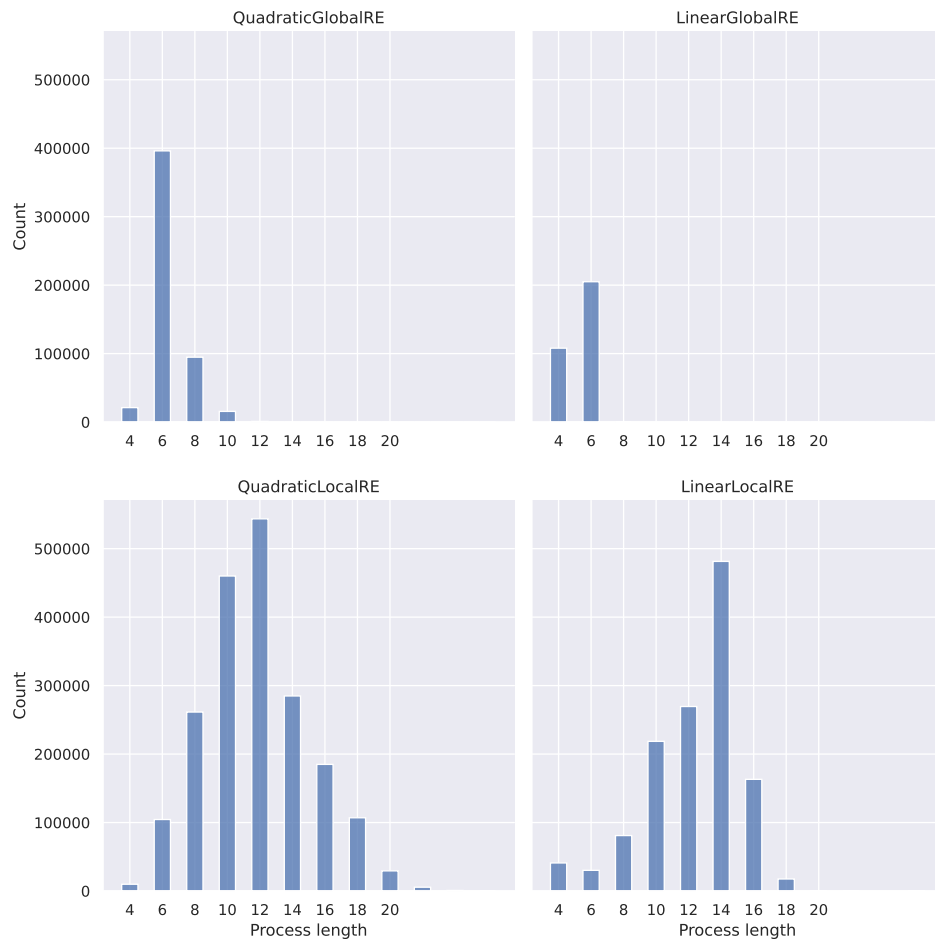 QuadraticGlobalRE
LinearGlobalRE
500000
400000
300000
200000
100000
0
Count
4 6 8 10 12 14 16 18 20
4 6 8 10 12 14 16 18 20
QuadraticLocalRE
LinearLocalRE
500000
400000
300000
200000
100000
0
Count
4 6 8 10 12 14 16 18 20
4 6 8 10 12 14 16 18 20
Process length
Process length